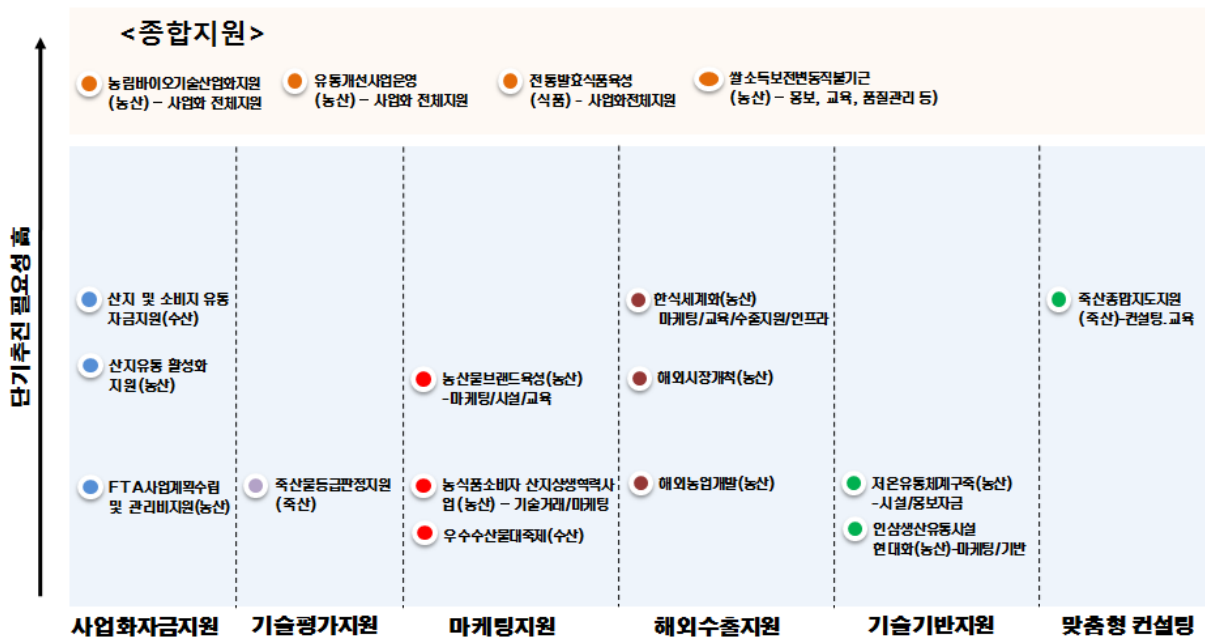 <종합지원>
농림바이오기술산업화지원
(농산) – 사업화 전체지원
유통개선사업운영
(농산) – 사업화 전체지원
전통발효식품육성
(식품) - 사업화전체지원
쌀소득보전변동직불기근
(농산) – 홍보, 교육, 품질관리 등)
단기추진 필요성 高
산지 및 소비지 유통
자금지원(수산)
산지유통 활성화
지원(농산)
FTA사업계획수립
및 관리비지원(농산)
축산물등급판정지원
(축산)
농산물브랜드육성(농산)
-마케팅/시설/교육
농식품소비자 산지상생협력사
업(농산) – 기술거래/마케팅
우수수산물대축제(수산)
한식세계화(농산)
마케팅/교육/수출지원/인프라
해외시장개척(농산)
해외농업개발(농산)
저온유통체계구축(농산)
-시설/홍보자금
인삼생산유통시설
현대화(농산)-마케팅/기반
축산종합지도지원
(축산)-컨설팅.교육
사업화자금지원
기술평가지원
마케팅지원
해외수출지원
기술기반지원
맞춤형 컨설팅